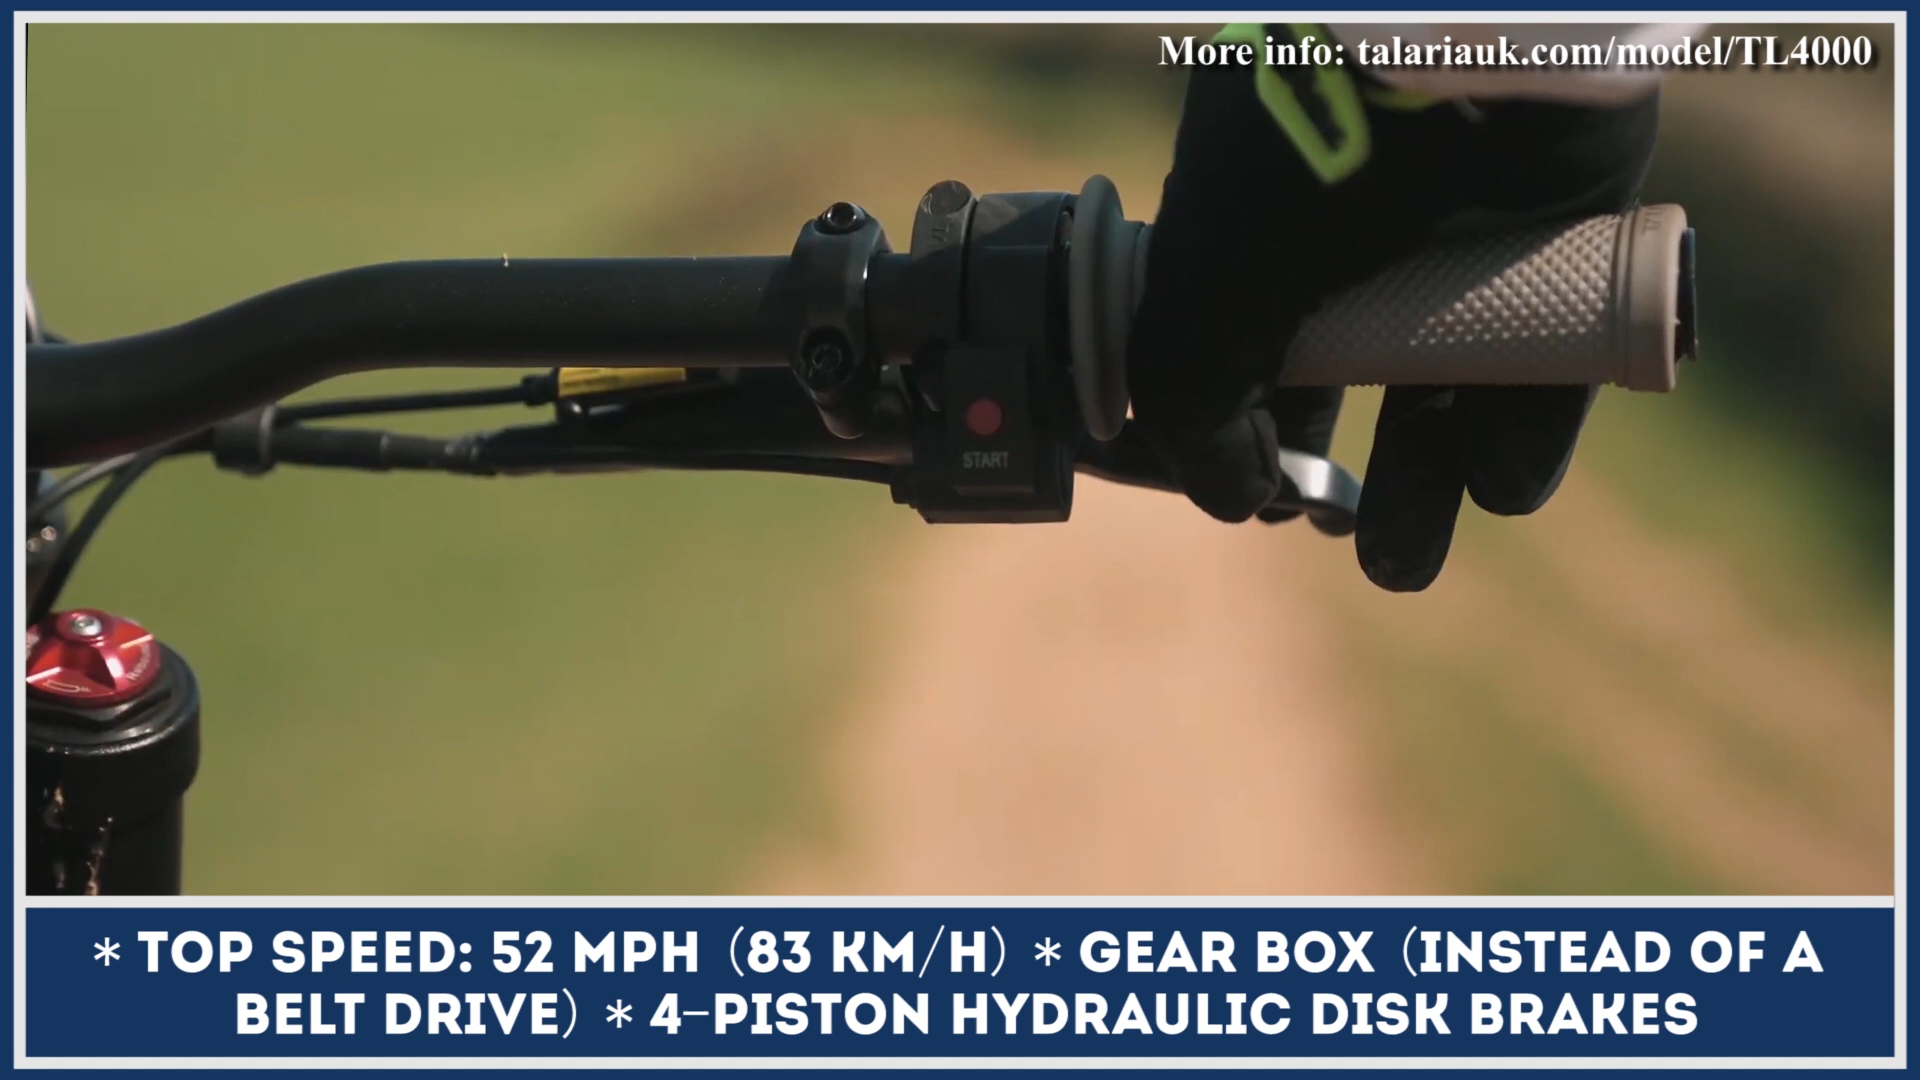 More info: talariauk.com/model/TL4000
START
* TOP SPEED: 52 MPH (83 KM/H) * GEAR BOX (INSTEAD OF A
BELT DRIVE) * 4-PISTON HYDRAULIC DISK BRAKES